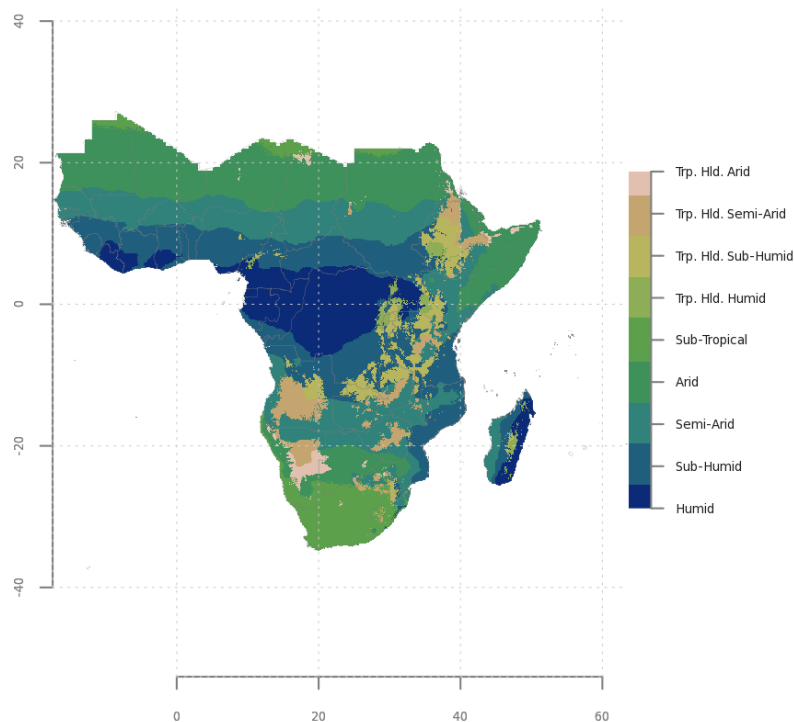 40
20
0
-20
-40
0
20
40
60
Trp. Hld. Arid
Trp. Hld. Semi-Arid
Trp. Hld. Sub-Humid
Trp. Hld. Humid
Sub-Tropical
Arid
Semi-Arid
Sub-Humid
Humid